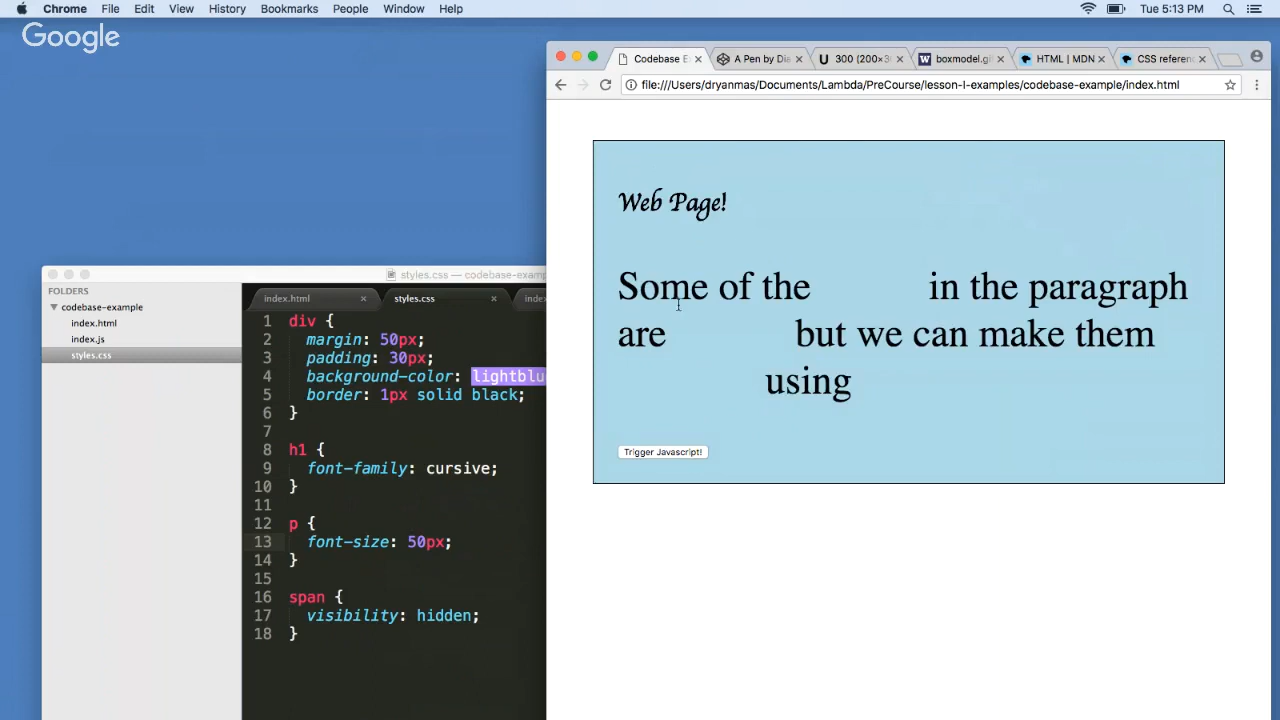 Chrome File Edit View History Bookmarks People Window Help Tue 5:13 PM
Google
Codebase E
A Pen by Dia
300 (200×3
boxmodel.gi
HTML | MDN
CSS referen
file:///Users/dryanmas/Documents/Lambda/PreCourse/lesson-I-examples/codebase-example/index.html
Web Page!
Some of the in the paragraph
are but we can make them
using
Trigger Javascript!
styles.css — codebase-exam
FOLDERS
codebase-example
index.html
index.js
styles.css
index.html
styles.css
inde
1 div {
2 margin: 50px;
3 padding: 30px;
4 background-color: lightblu
5 border: 1px solid black;
6 }
7
8 h1 {
9 font-family: cursive;
10 }
11
12 p {
13 font-size: 50px;
14 }
15
16 span {
17 visibility: hidden;
18 }